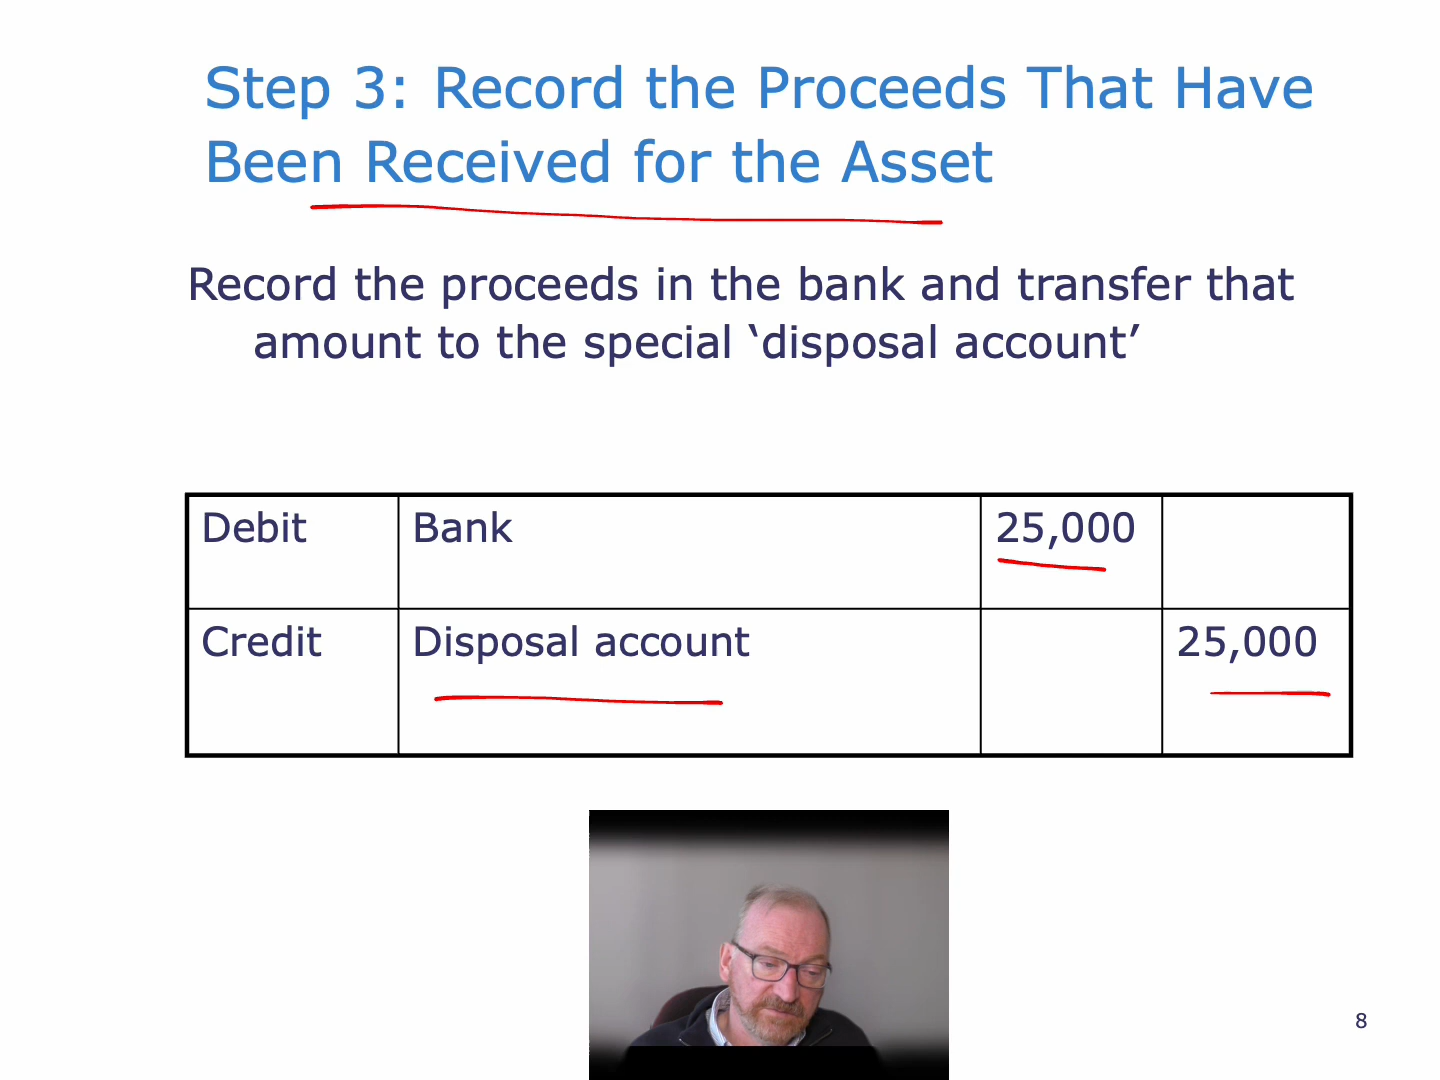 Step 3: Record the Proceeds That Have
Been Received for the Asset
Record the proceeds in the bank and transfer that
amount to the special ‘disposal account’
Debit Bank 25,000
Credit Disposal account 25,000
8